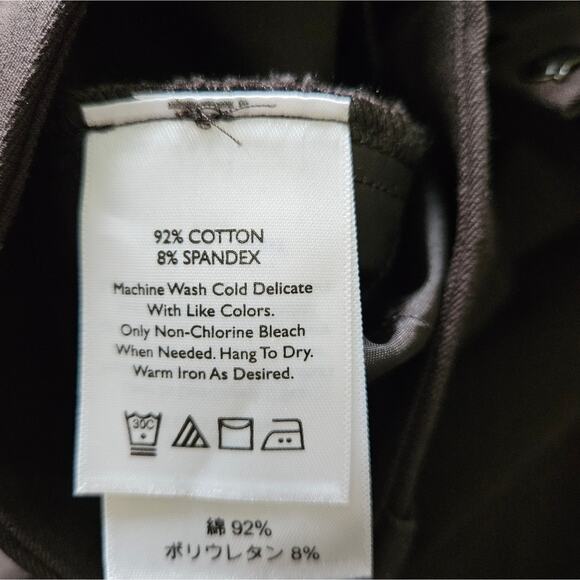 92% COTTON
8% SPANDEX
Machine Wash Cold Delicate
With Like Colors.
Only Non-Chlorine Bleach
When Needed. Hang To Dry.
Warm Iron As Desired.
30C
綿 92%
ポリウレタン 8%